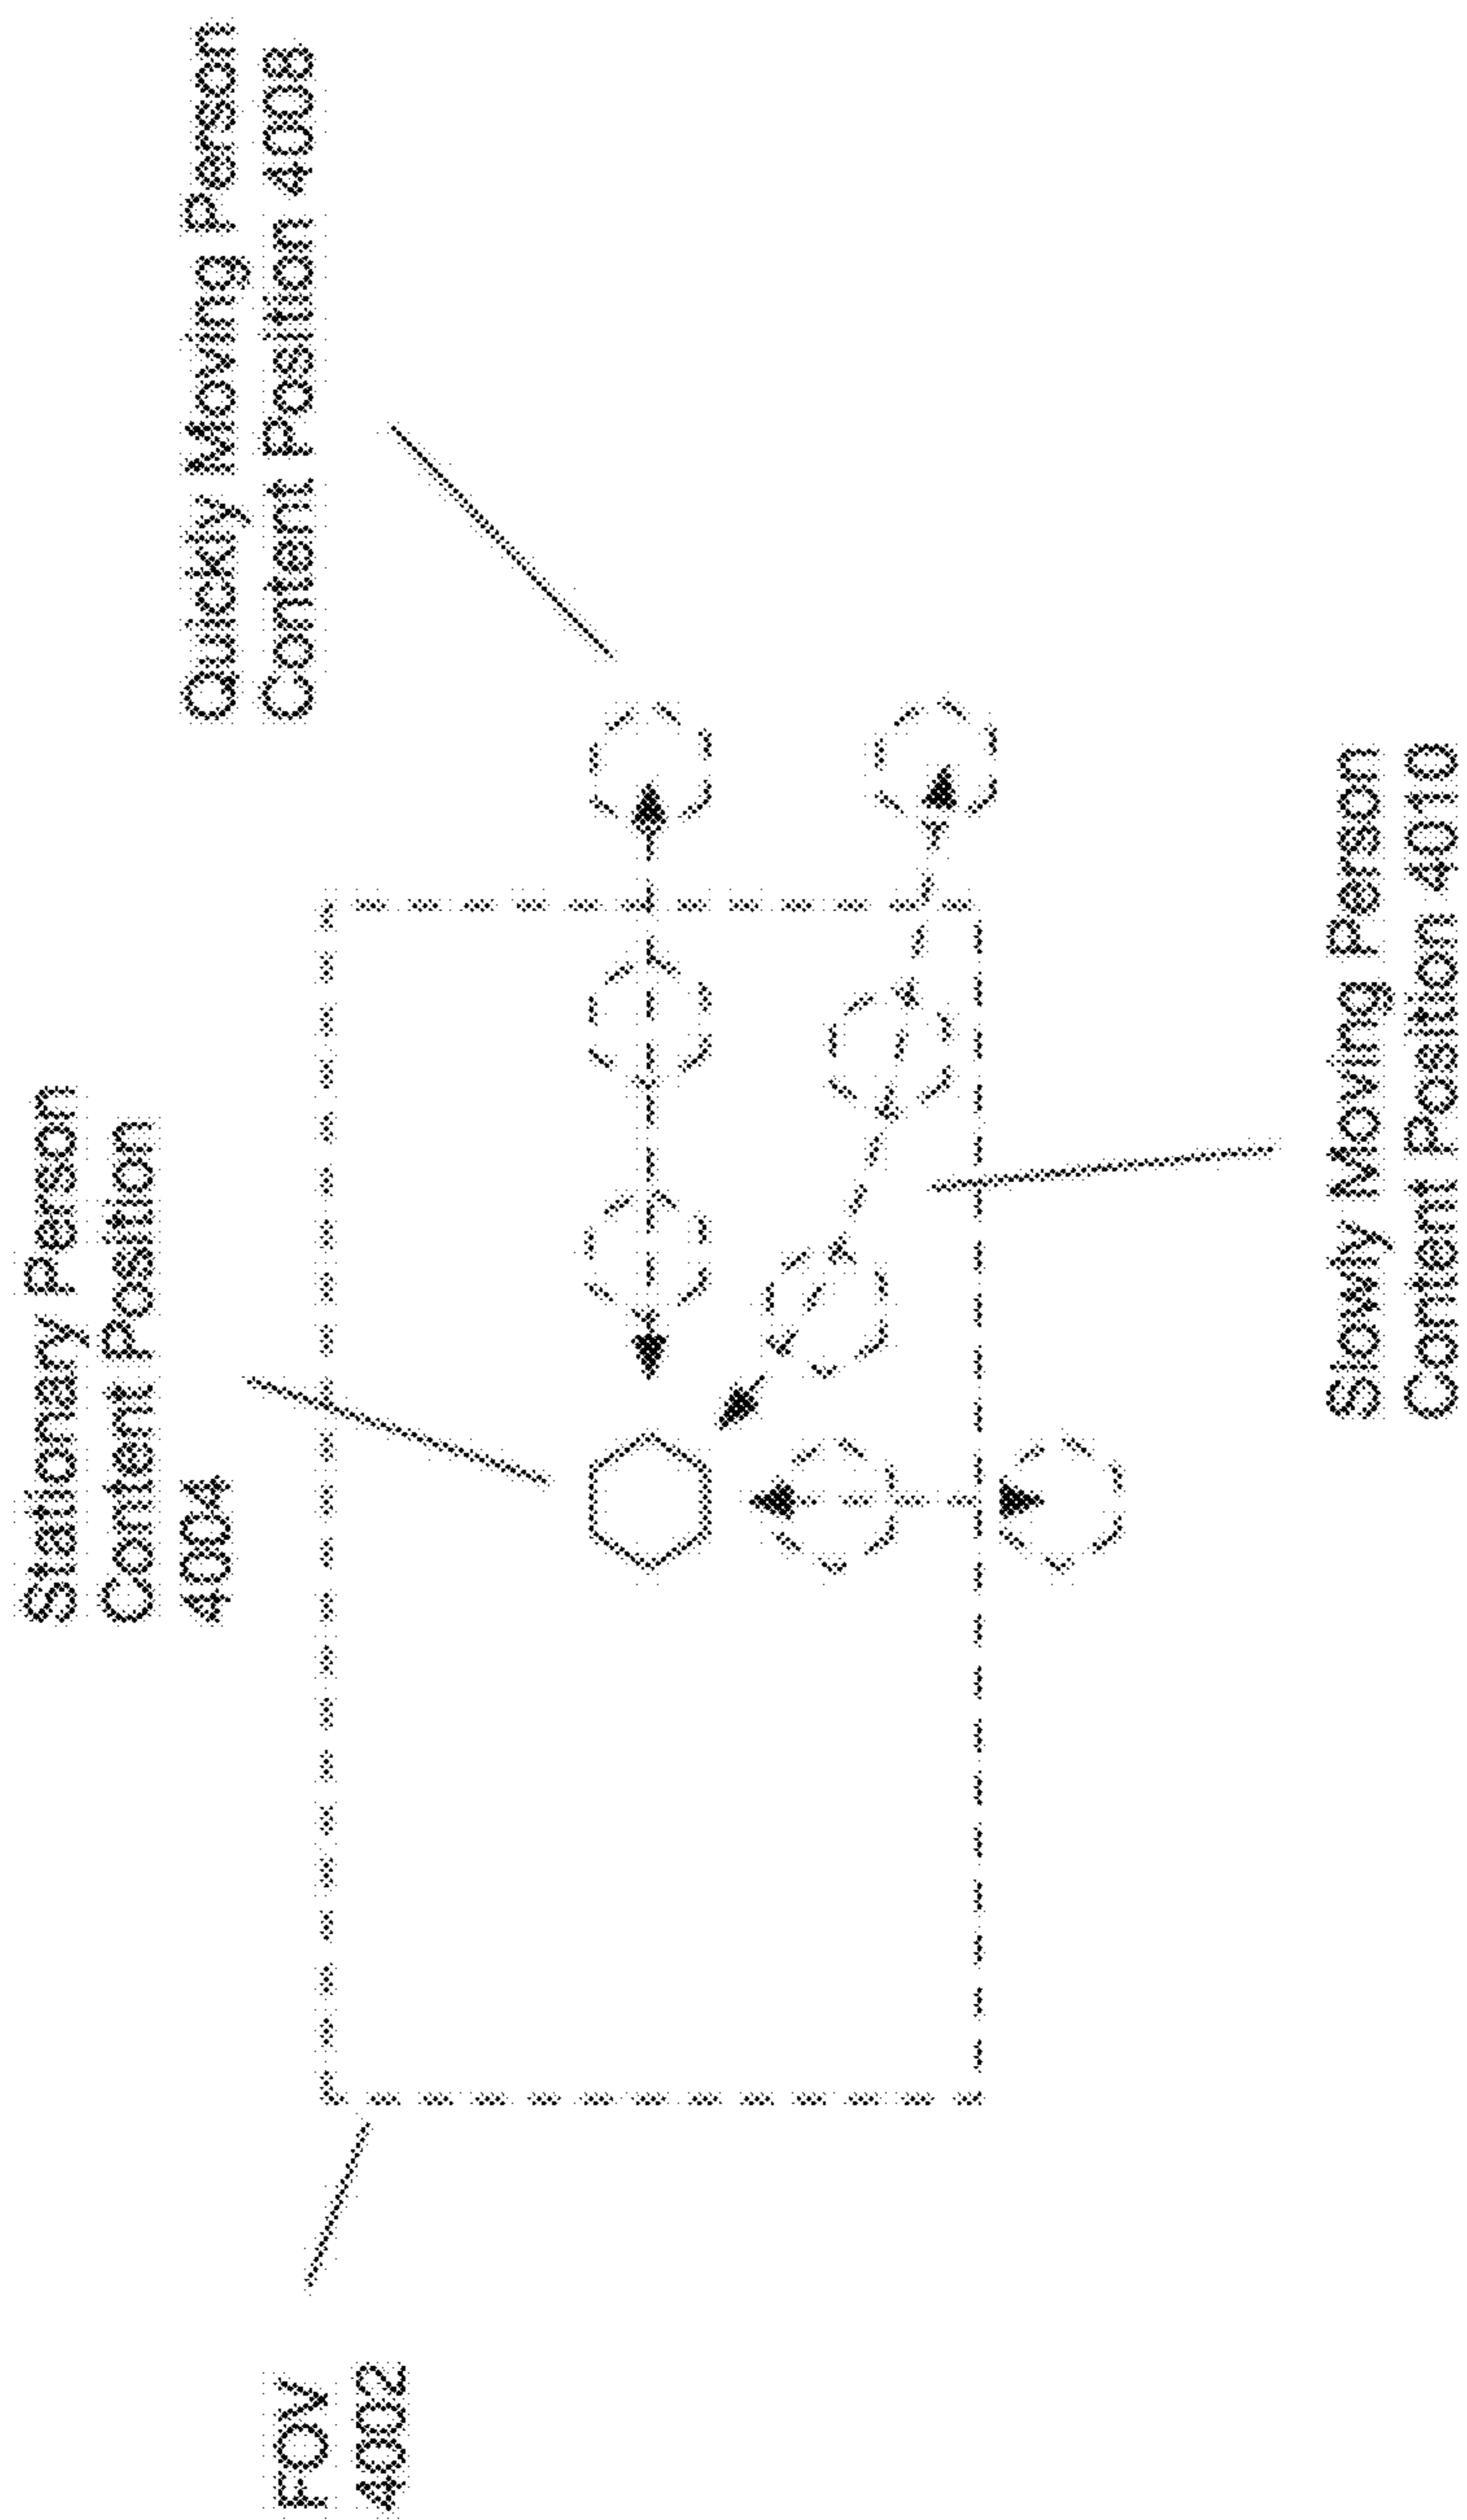 Stationary Person
Content Position
4004
Quickly Moving Person
Content Position 4008
FOV
4002
Slowly Moving Person
Content Position 4010